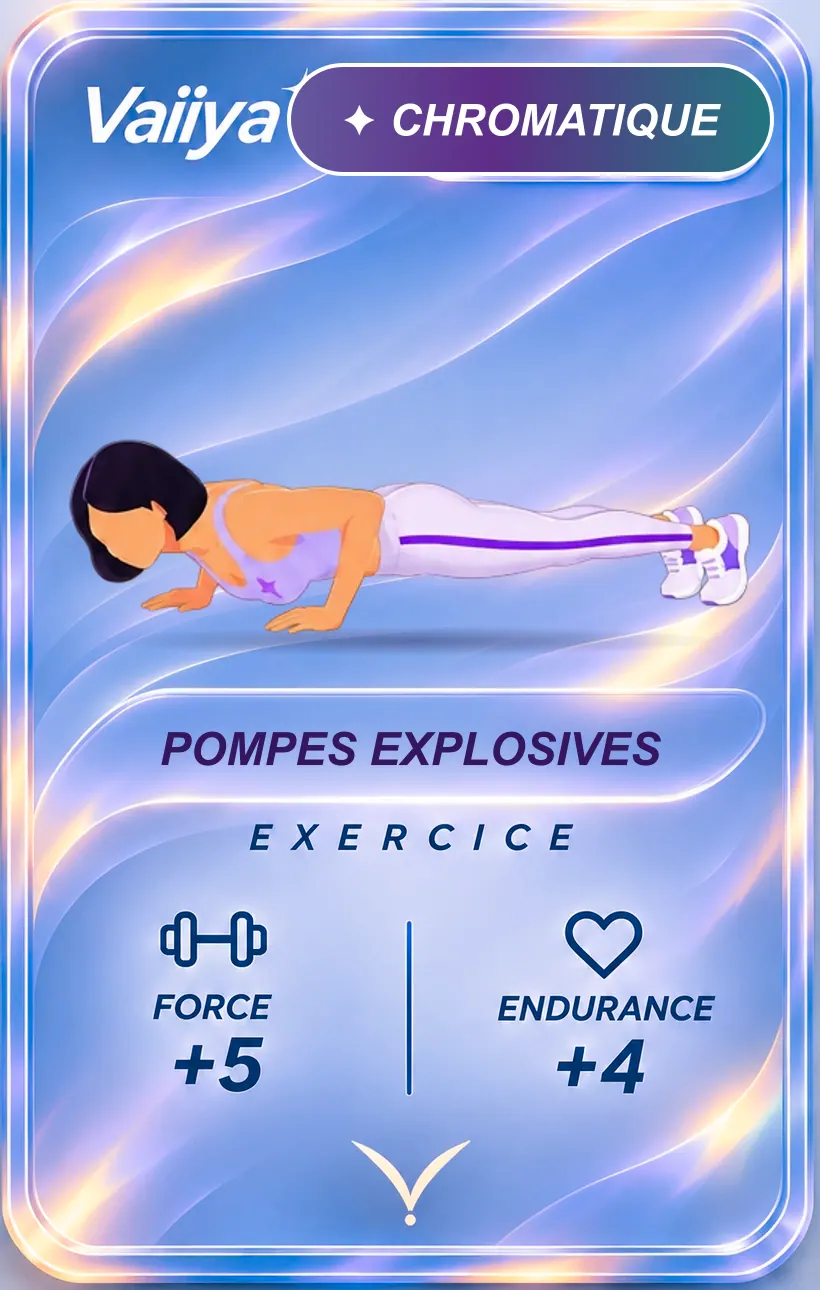 Vaiiya
✦ CHROMATIQUE
POMPES EXPLOSIVES
EXERCICE
FORCE
+5
ENDURANCE
+4